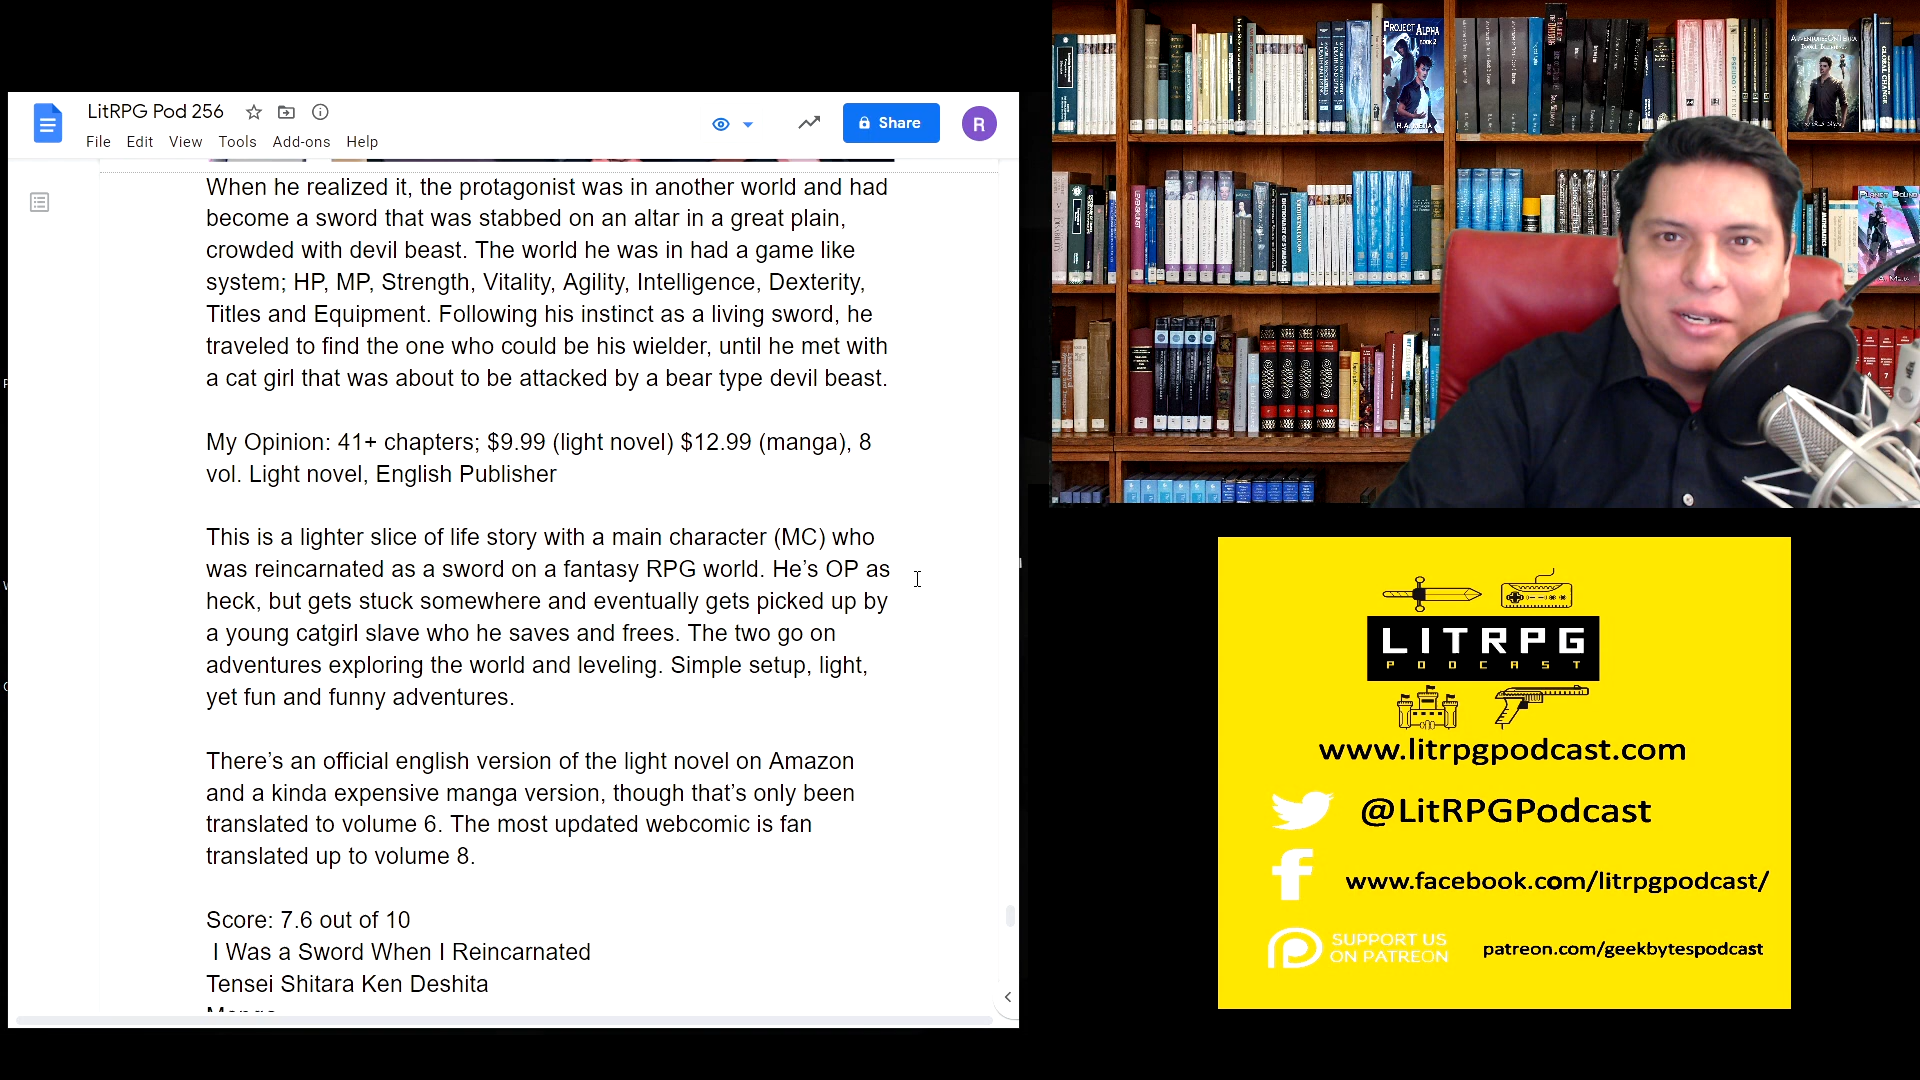 LitRPG Pod 256
File Edit View Tools Add-ons Help
Share
R
When he realized it, the protagonist was in another world and had
become a sword that was stabbed on an altar in a great plain,
crowded with devil beast. The world he was in had a game like
system; HP, MP, Strength, Vitality, Agility, Intelligence, Dexterity,
Titles and Equipment. Following his instinct as a living sword, he
traveled to find the one who could be his wielder, until he met with
a cat girl that was about to be attacked by a bear type devil beast.
My Opinion: 41+ chapters; $9.99 (light novel) $12.99 (manga), 8
vol. Light novel, English Publisher
This is a lighter slice of life story with a main character (MC) who
was reincarnated as a sword on a fantasy RPG world. He’s OP as
heck, but gets stuck somewhere and eventually gets picked up by
a young catgirl slave who he saves and frees. The two go on
adventures exploring the world and leveling. Simple setup, light,
yet fun and funny adventures.
There’s an official english version of the light novel on Amazon
and a kinda expensive manga version, though that’s only been
translated to volume 6. The most updated webcomic is fan
translated up to volume 8.
Score: 7.6 out of 10
I Was a Sword When I Reincarnated
Tensei Shitara Ken Deshita
Manga
PROJECT ALPHA
BOOK 2
LITRPG
PODCAST
www.litrpgpodcast.com
@LitRPGPodcast
www.facebook.com/litrpgpodcast/
SUPPORT US
ON PATREON
patreon.com/geekbytespodcast